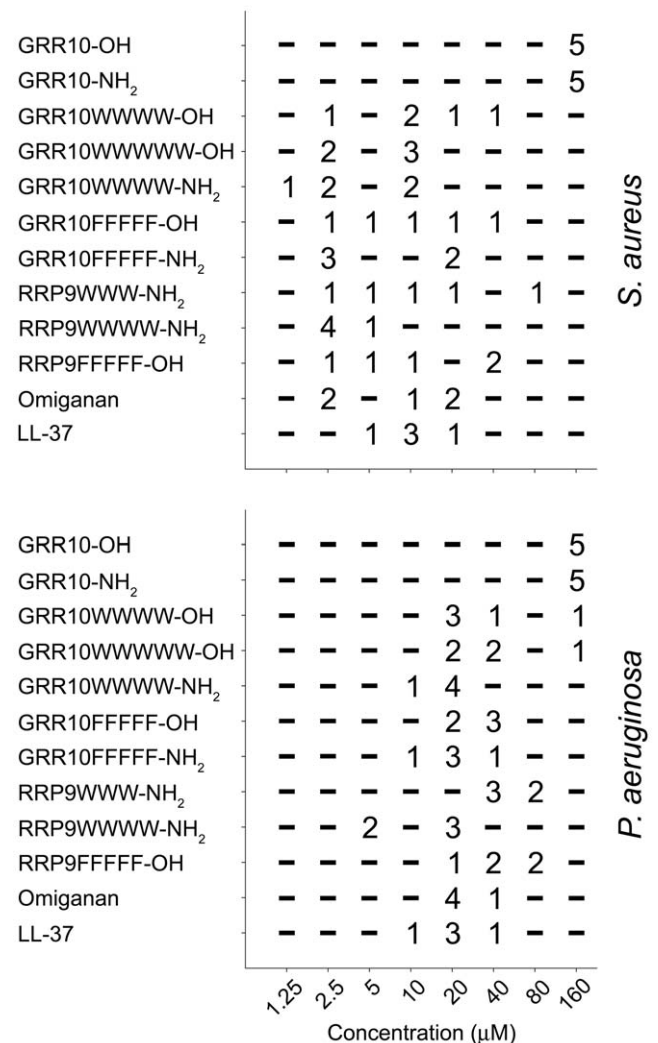 GRR10-OH – – – – – – – 5
GRR10-NH₂ – – – – – – – 5
GRR10WWWW-OH – 1 – 2 1 1 – –
GRR10WWWWW-OH – 2 – 3 – – – –
GRR10WWWW-NH₂ 1 2 – 2 – – – –
GRR10FFFFF-OH – 1 1 1 1 1 – –
GRR10FFFFF-NH₂ – 3 – – 2 – – –
RRP9WWW-NH₂ – 1 1 1 1 – 1 –
RRP9WWWW-NH₂ – 4 1 – – – – –
RRP9FFFFF-OH – 1 1 1 – 2 – –
Omiganan – 2 – 1 2 – – –
LL-37 – – 1 3 1 – – –
S. aureus
GRR10-OH – – – – – – – 5
GRR10-NH₂ – – – – – – – 5
GRR10WWWW-OH – – – – 3 1 – 1
GRR10WWWWW-OH – – – – 2 2 – 1
GRR10WWWW-NH₂ – – – 1 4 – – –
GRR10FFFFF-OH – – – – 2 3 – –
GRR10FFFFF-NH₂ – – – 1 3 1 – –
RRP9WWW-NH₂ – – – – – 3 2 –
RRP9WWWW-NH₂ – – 2 – 3 – – –
RRP9FFFFF-OH – – – – 1 2 2 –
Omiganan – – – – 4 1 – –
LL-37 – – – 1 3 1 – –
P. aeruginosa
1.25 2.5 5 10 20 40 80 160
Concentration (μM)